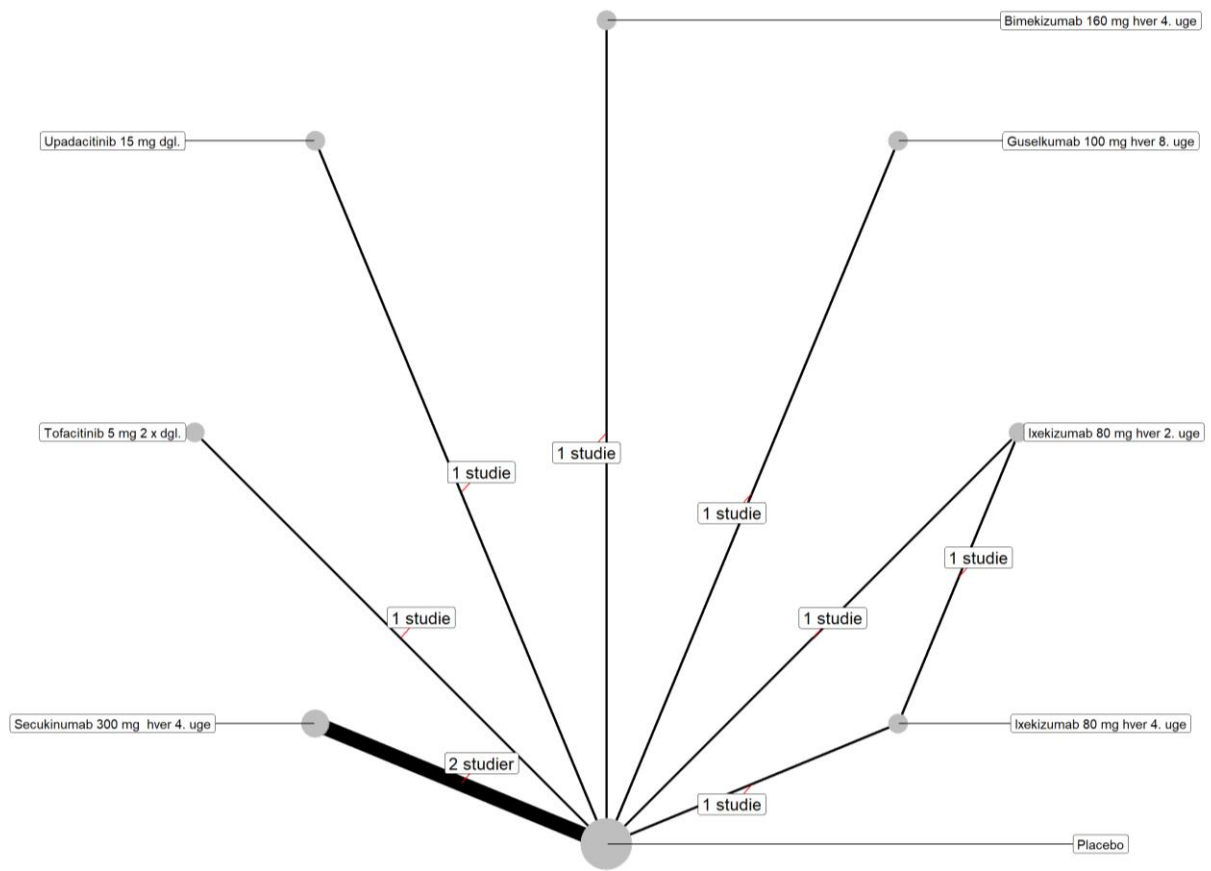 Bimekizumab 160 mg hver 4. uge
Upadacitinib 15 mg dgl.
Guselkumab 100 mg hver 8. uge
Tofacitinib 5 mg 2 x dgl.
Ixekizumab 80 mg hver 2. uge
1 studie
1 studie
1 studie
1 studie
1 studie
1 studie
Secukinumab 300 mg  hver 4. uge
Ixekizumab 80 mg hver 4. uge
2 studier
1 studie
Placebo